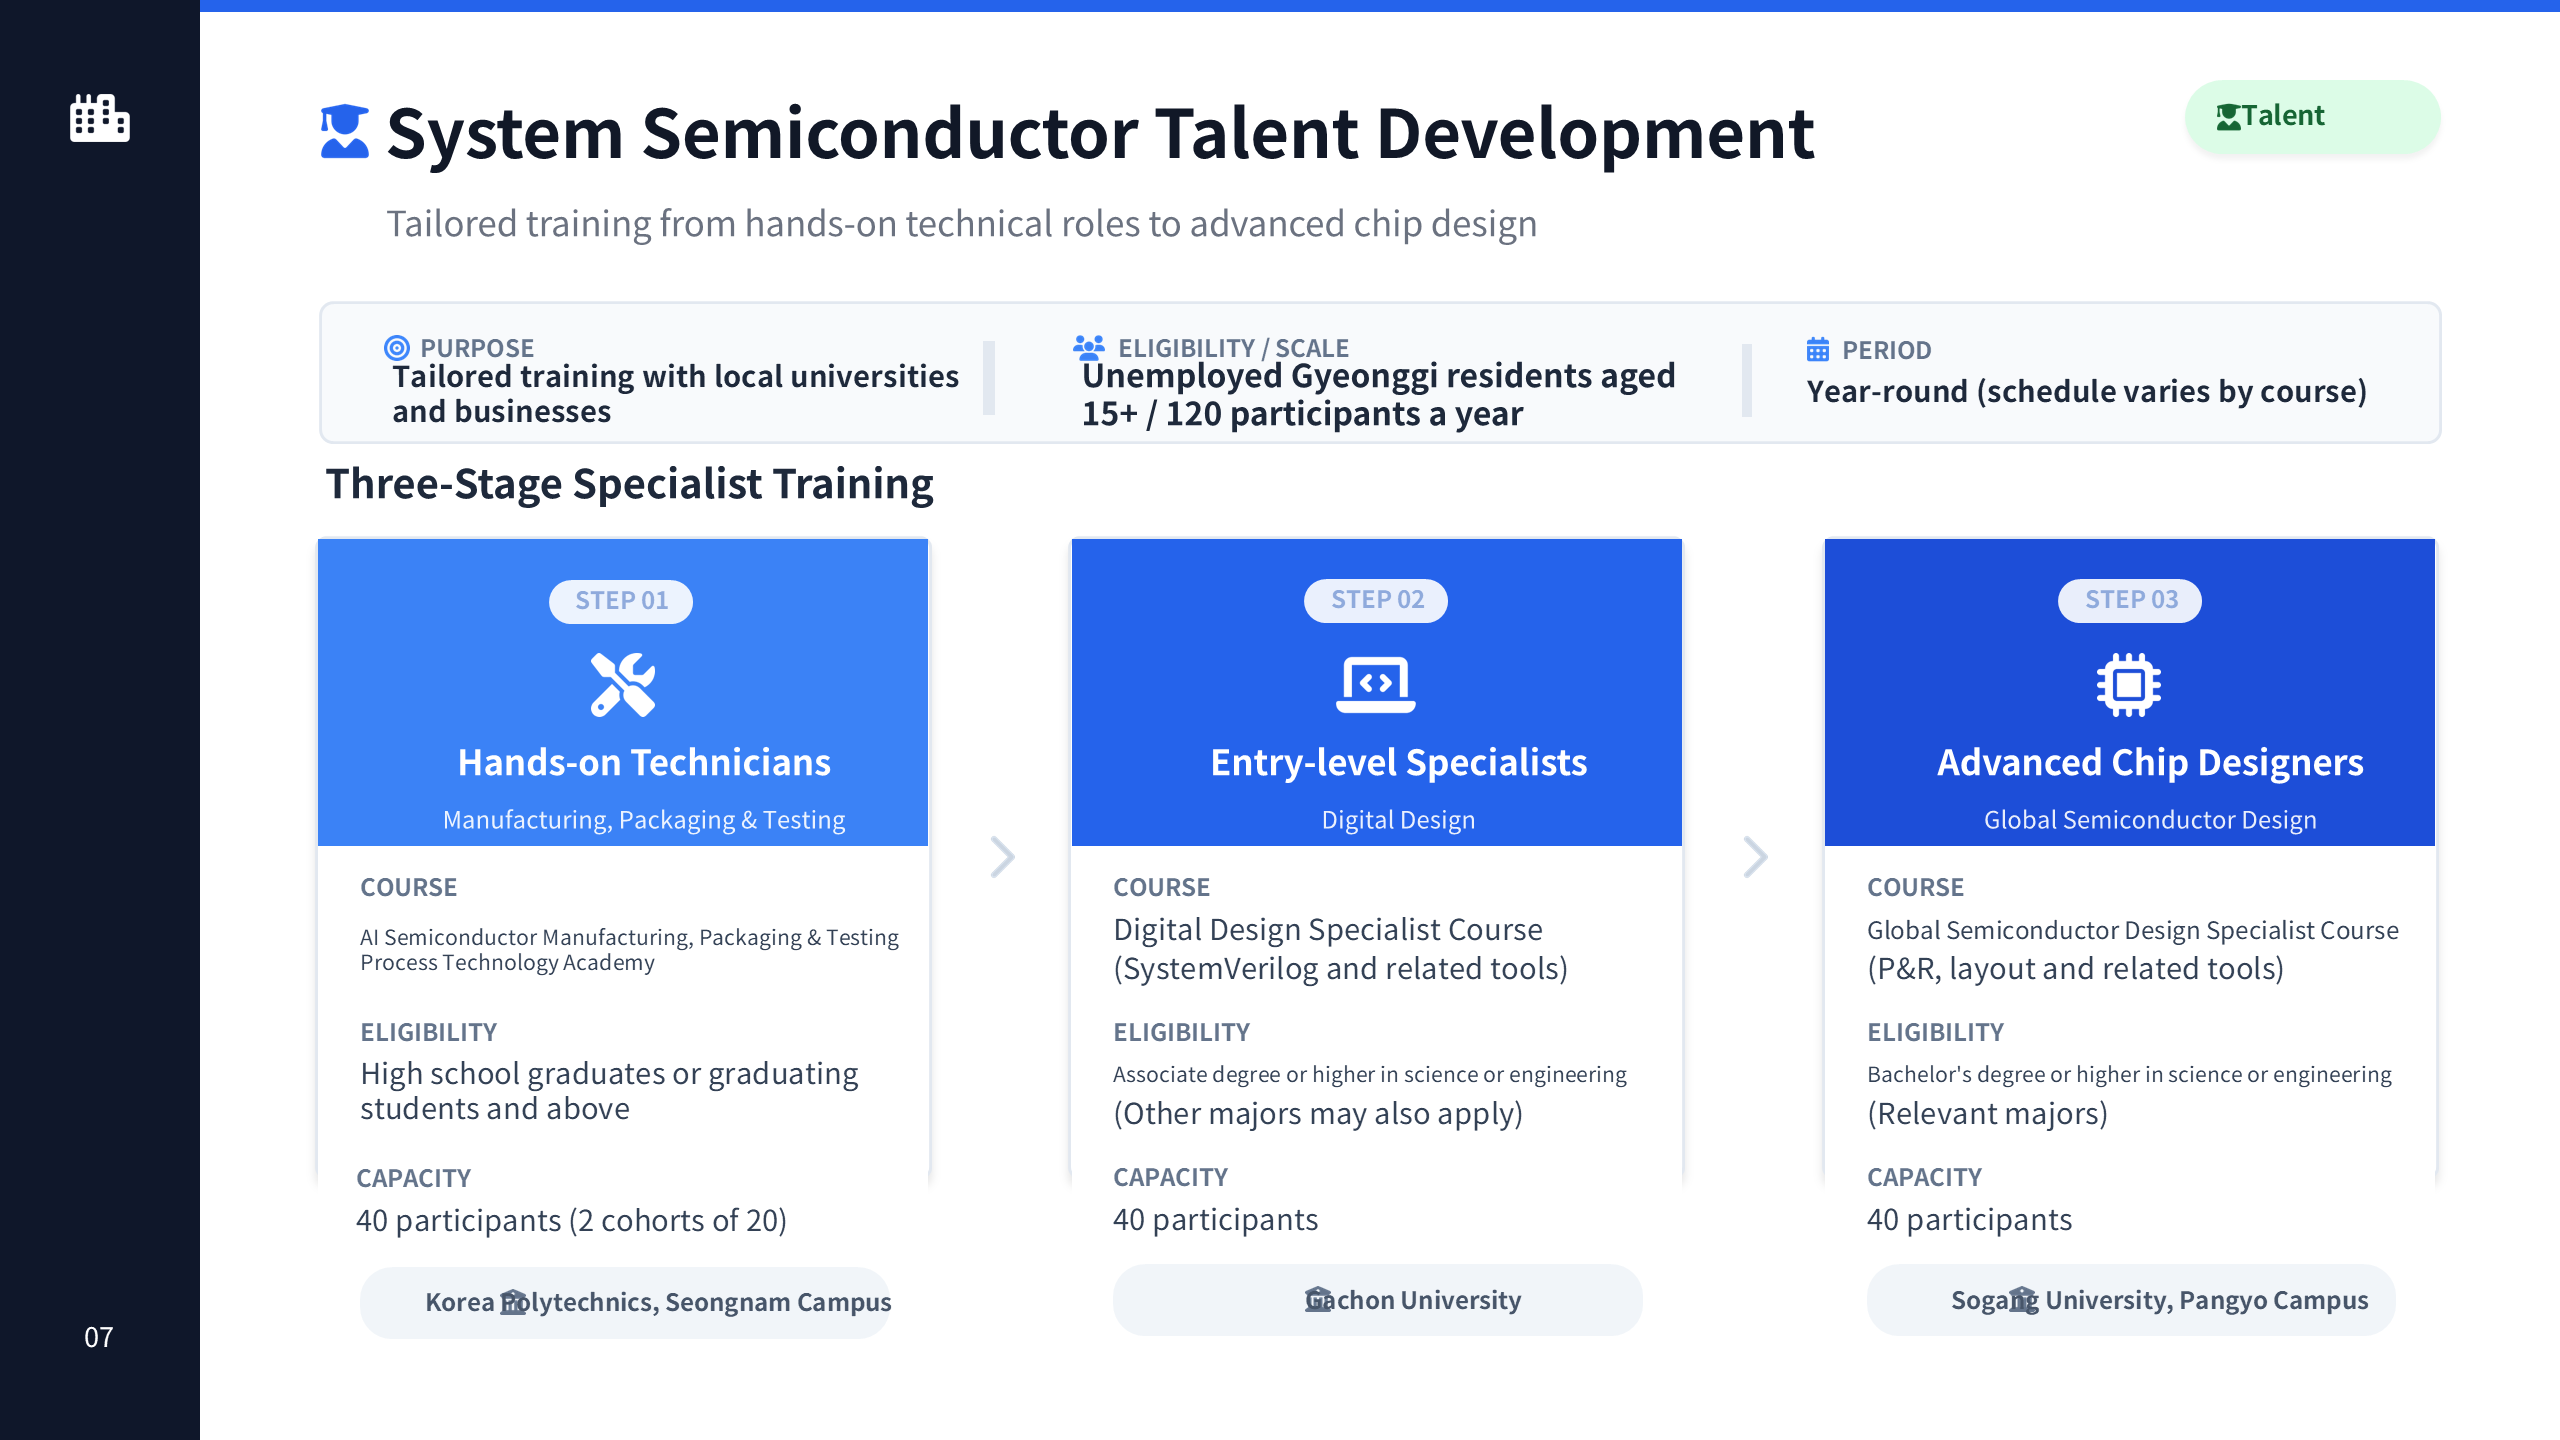 System Semiconductor Talent Development
Talent
Tailored training from hands-on technical roles to advanced chip design
PURPOSE
Tailored training with local universities
and businesses
ELIGIBILITY / SCALE
Unemployed Gyeonggi residents aged
15+ / 120 participants a year
PERIOD
Year-round (schedule varies by course)
Three-Stage Specialist Training
STEP 01
Hands-on Technicians
Manufacturing, Packaging & Testing
COURSE
AI Semiconductor Manufacturing, Packaging & Testing
Process Technology Academy
ELIGIBILITY
High school graduates or graduating
students and above
CAPACITY
40 participants (2 cohorts of 20)
Korea Polytechnics, Seongnam Campus
STEP 02
Entry-level Specialists
Digital Design
COURSE
Digital Design Specialist Course
(SystemVerilog and related tools)
ELIGIBILITY
Associate degree or higher in science or engineering
(Other majors may also apply)
CAPACITY
40 participants
Gachon University
STEP 03
Advanced Chip Designers
Global Semiconductor Design
COURSE
Global Semiconductor Design Specialist Course
(P&R, layout and related tools)
ELIGIBILITY
Bachelor's degree or higher in science or engineering
(Relevant majors)
CAPACITY
40 participants
Sogang University, Pangyo Campus
07